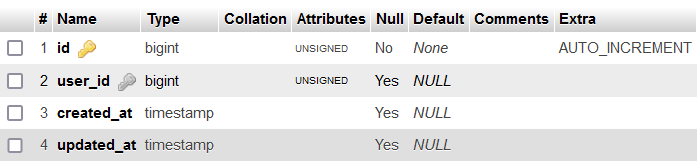 # Name Type Collation Attributes Null Default Comments Extra
1 id bigint UNSIGNED No None AUTO_INCREMENT
2 user_id bigint UNSIGNED Yes NULL
3 created_at timestamp Yes NULL
4 updated_at timestamp Yes NULL